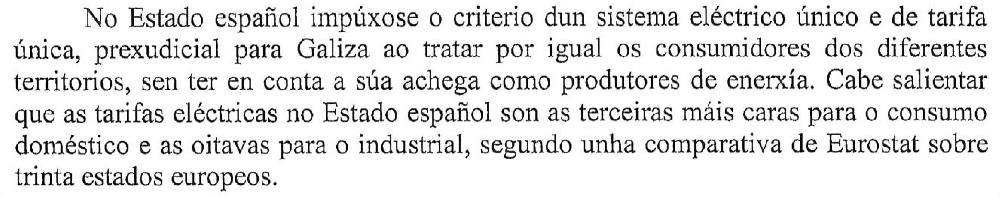 No Estado español impúxose o criterio dun sistema eléctrico único e de tarifa
única, prexudicial para Galiza ao tratar por igual os consumidores dos diferentes
territorios, sen ter en conta a súa achega como produtores de enerxía. Cabe salientar
que as tarifas eléctricas no Estado español son as terceiras máis caras para o consumo
doméstico e as oitavas para o industrial, segundo unha comparativa de Eurostat sobre
trinta estados europeos.